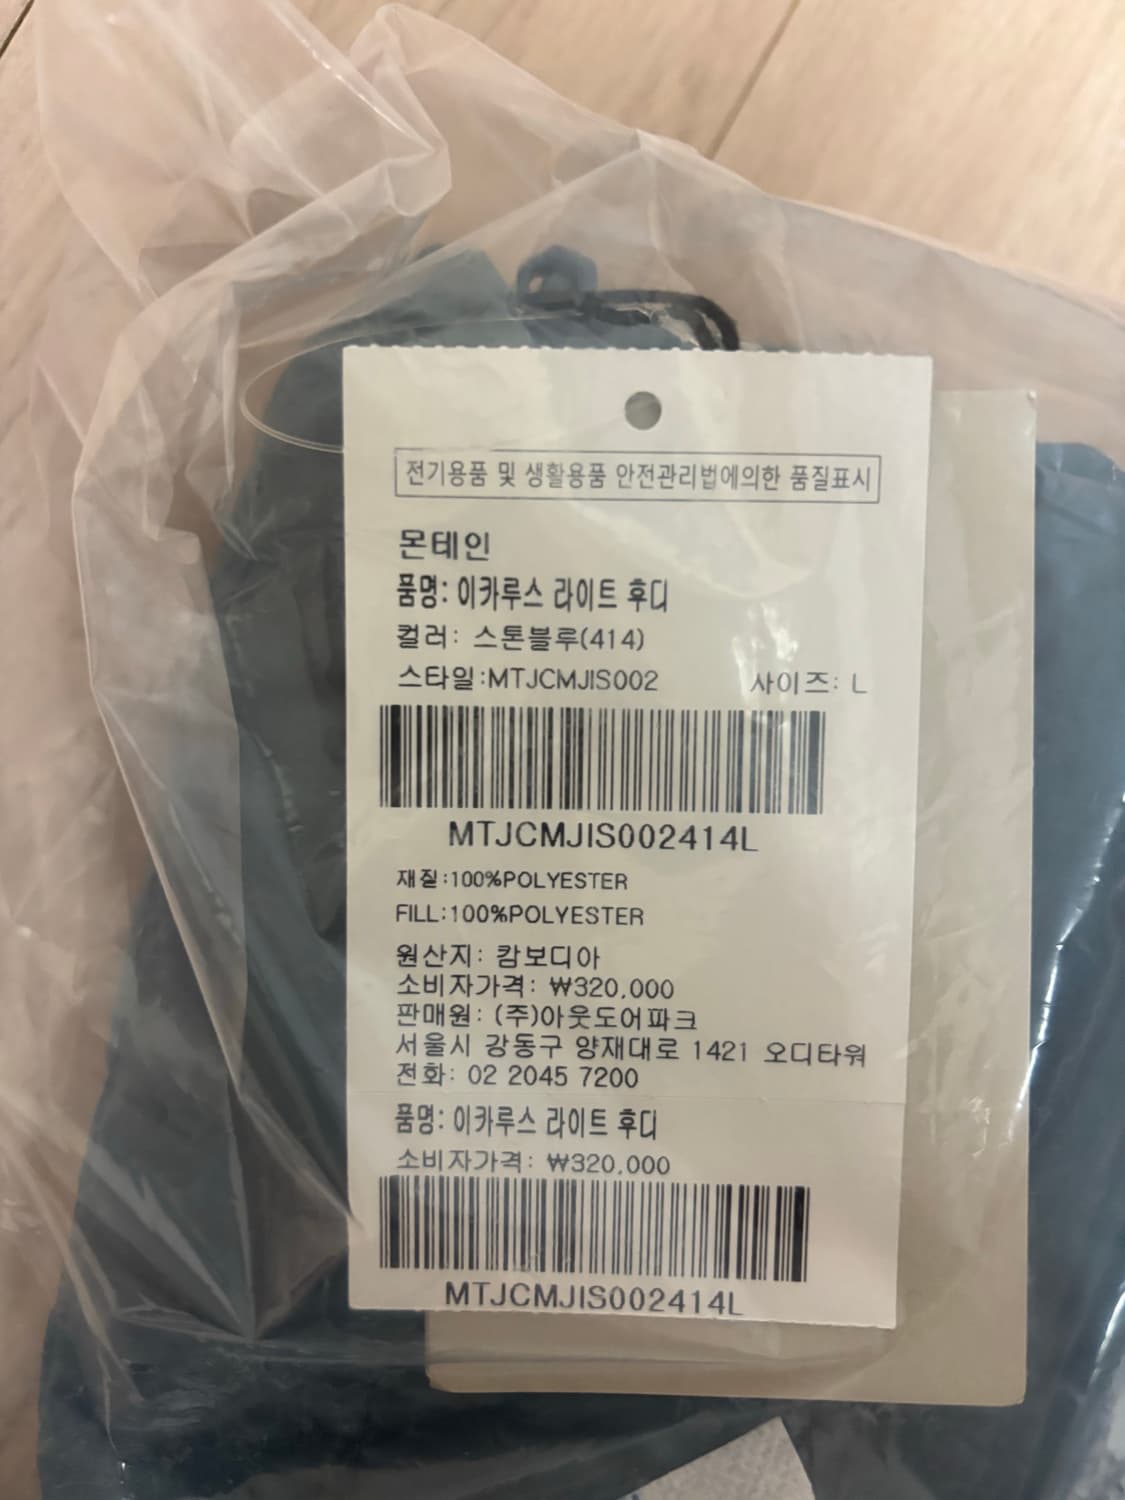 전기용품 및 생활용품 안전관리법에의한 품질표시
몬테인
품명: 이카루스 라이트 후디
컬러: 스톤블루(414)
스타일:MTJCMJIS002 사이즈: L
MTJCMJIS002414L
재질:100%POLYESTER
FILL:100%POLYESTER
원산지: 캄보디아
소비자가격: ₩320,000
판매원: (주)아웃도어파크
서울시 강동구 양재대로 1421 오디타워
전화: 02 2045 7200
품명: 이카루스 라이트 후디
소비자가격: ₩320,000
MTJCMJIS002414L